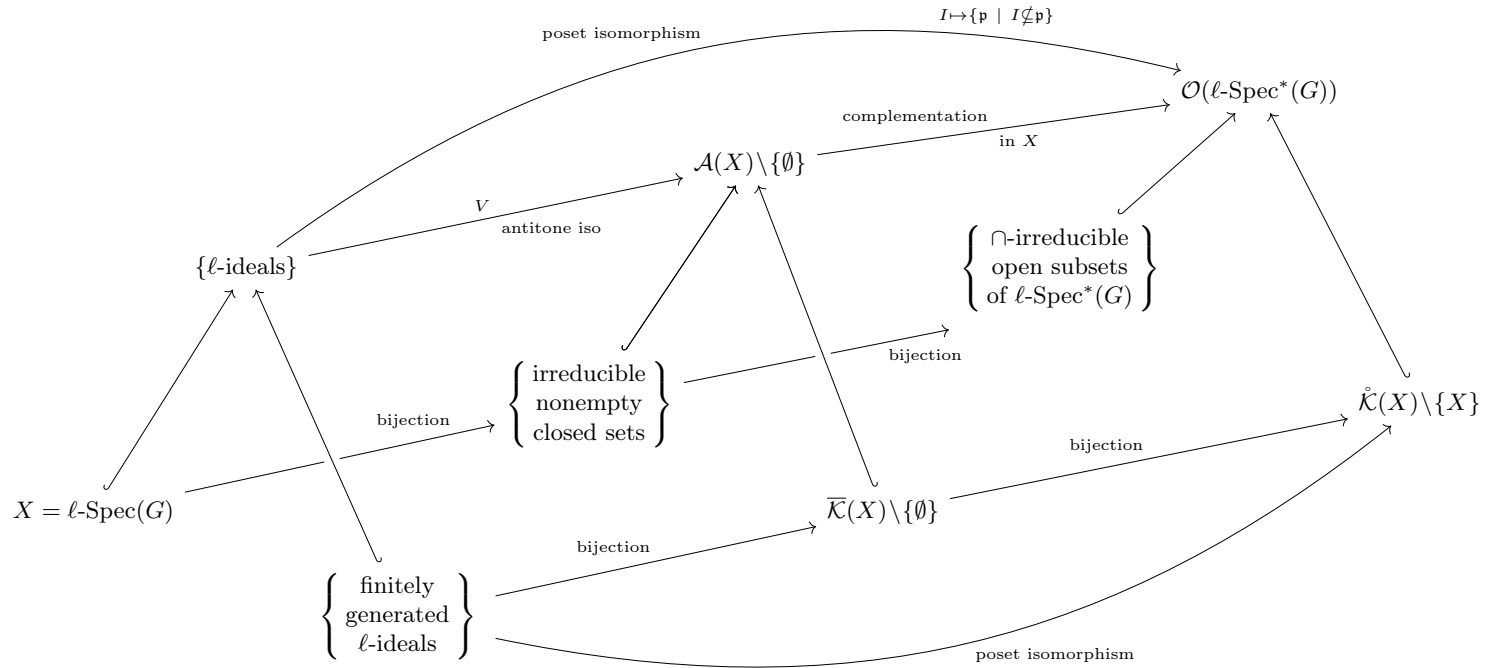 I↦{𝔭 | I⊈𝔭}
poset isomorphism
𝒪(ℓ-Spec*(G))
complementation
in X
𝒜(X)\{∅}
V
antitone iso
{ℓ-ideals}
∩-irreducible
open subsets
of ℓ-Spec*(G)
bijection
irreducible
nonempty
closed sets
bijection
K̊(X)\{X}
bijection
X = ℓ-Spec(G)
K̅(X)\{∅}
bijection
finitely
generated
ℓ-ideals
poset isomorphism